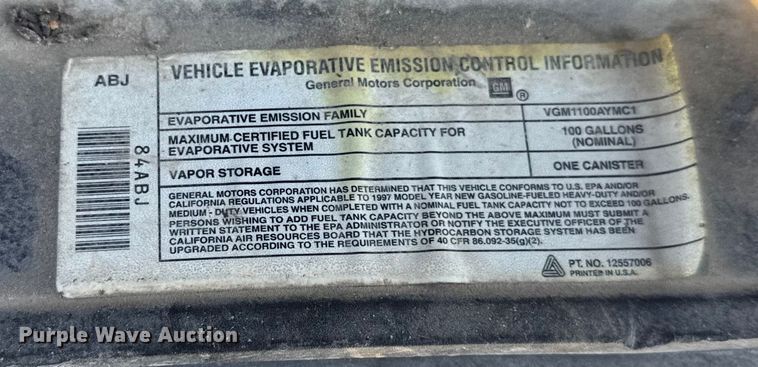 ABJ
84ABJ
VEHICLE EVAPORATIVE EMISSION CONTROL INFORMATION
General Motors Corporation GM ®
EVAPORATIVE EMISSION FAMILY VGM1100AYMC1
MAXIMUM CERTIFIED FUEL TANK CAPACITY FOR EVAPORATIVE SYSTEM 100 GALLONS (NOMINAL)
VAPOR STORAGE ONE CANISTER
GENERAL MOTORS CORPORATION HAS DETERMINED THAT THIS VEHICLE CONFORMS TO U.S. EPA AND/OR
CALIFORNIA REGULATIONS APPLICABLE TO 1997 MODEL YEAR NEW GASOLINE-FUELED HEAVY-DUTY AND/OR
MEDIUM - DUTY VEHICLES WHEN COMPLETED WITH A NOMINAL FUEL TANK CAPACITY NOT TO EXCEED 100 GALLONS.
PERSONS WISHING TO ADD FUEL TANK CAPACITY BEYOND THE ABOVE MAXIMUM MUST SUBMIT A
WRITTEN STATEMENT TO THE EPA ADMINISTRATOR OR NOTIFY THE EXECUTIVE OFFICER OF THE
CALIFORNIA AIR RESOURCES BOARD THAT THE HYDROCARBON STORAGE SYSTEM HAS BEEN
UPGRADED ACCORDING TO THE REQUIREMENTS OF 40 CFR 86.092-35(g)(2).
PT. NO. 12557006
PRINTED IN U.S.A.
Purple Wave Auction